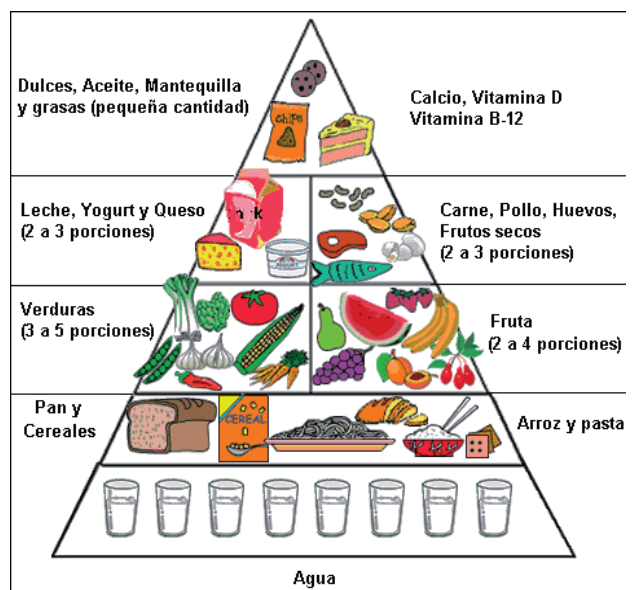 Dulces, Aceite, Mantequilla
y grasas (pequeña cantidad)
Calcio, Vitamina D
Vitamina B-12
chips
Leche, Yogurt y Queso
(2 a 3 porciones)
Carne, Pollo, Huevos,
Frutos secos
(2 a 3 porciones)
YOGURT
Verduras
(3 a 5 porciones)
Fruta
(2 a 4 porciones)
Pan y
Cereales
CEREAL
Arroz y pasta
Agua